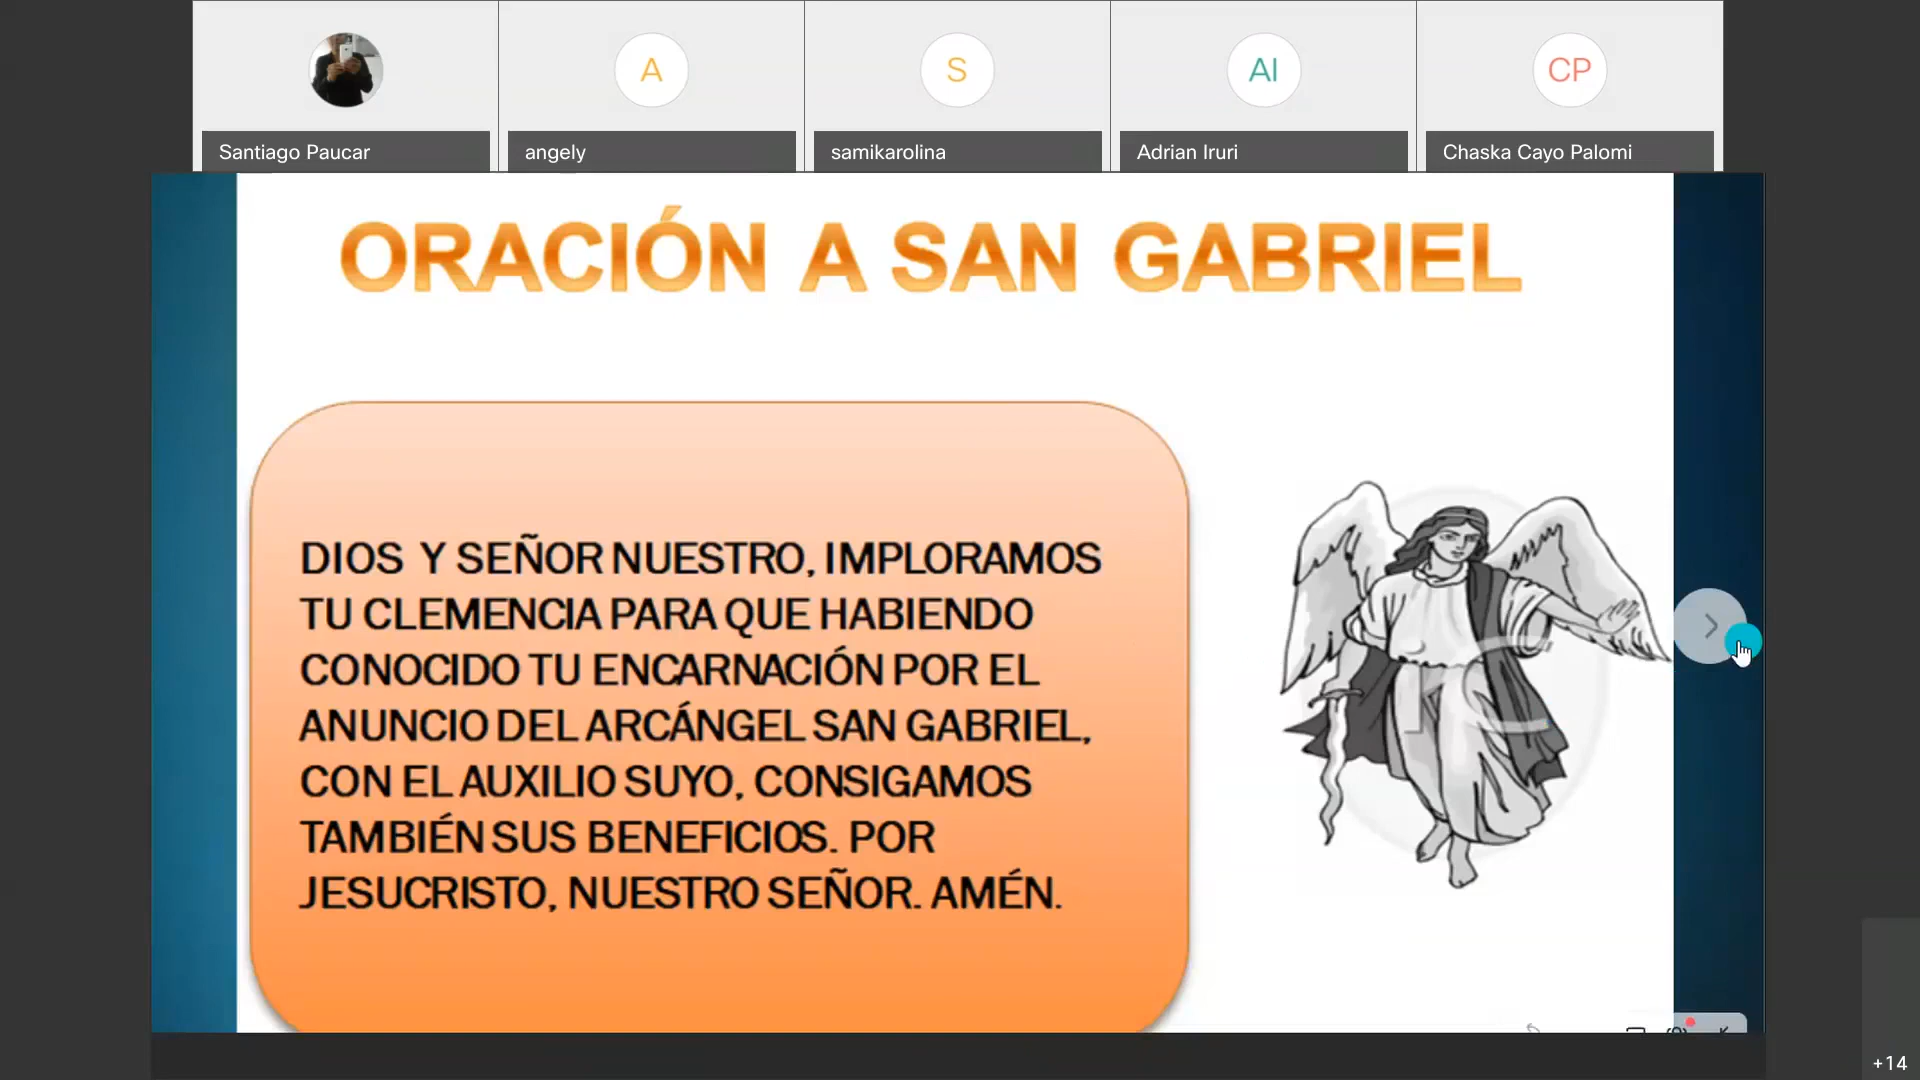 A
S
AI
CP
Santiago Paucar
angely
samikarolina
Adrian Iruri
Chaska Cayo Palomi
ORACIÓN A SAN GABRIEL
DIOS Y SEÑOR NUESTRO, IMPLORAMOS
TU CLEMENCIA PARA QUE HABIENDO
CONOCIDO TU ENCARNACIÓN POR EL
ANUNCIO DEL ARCÁNGEL SAN GABRIEL,
CON EL AUXILIO SUYO, CONSIGAMOS
TAMBIÉN SUS BENEFICIOS. POR
JESUCRISTO, NUESTRO SEÑOR. AMÉN.
+14